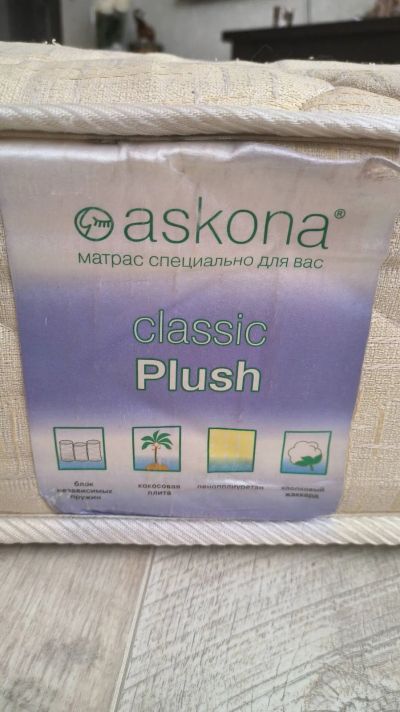 askona®
матрас специально для вас
classic
Plush
блок
независимых
пружин
кокосовая
плита
пенополиуретан
хлопковый
жаккард